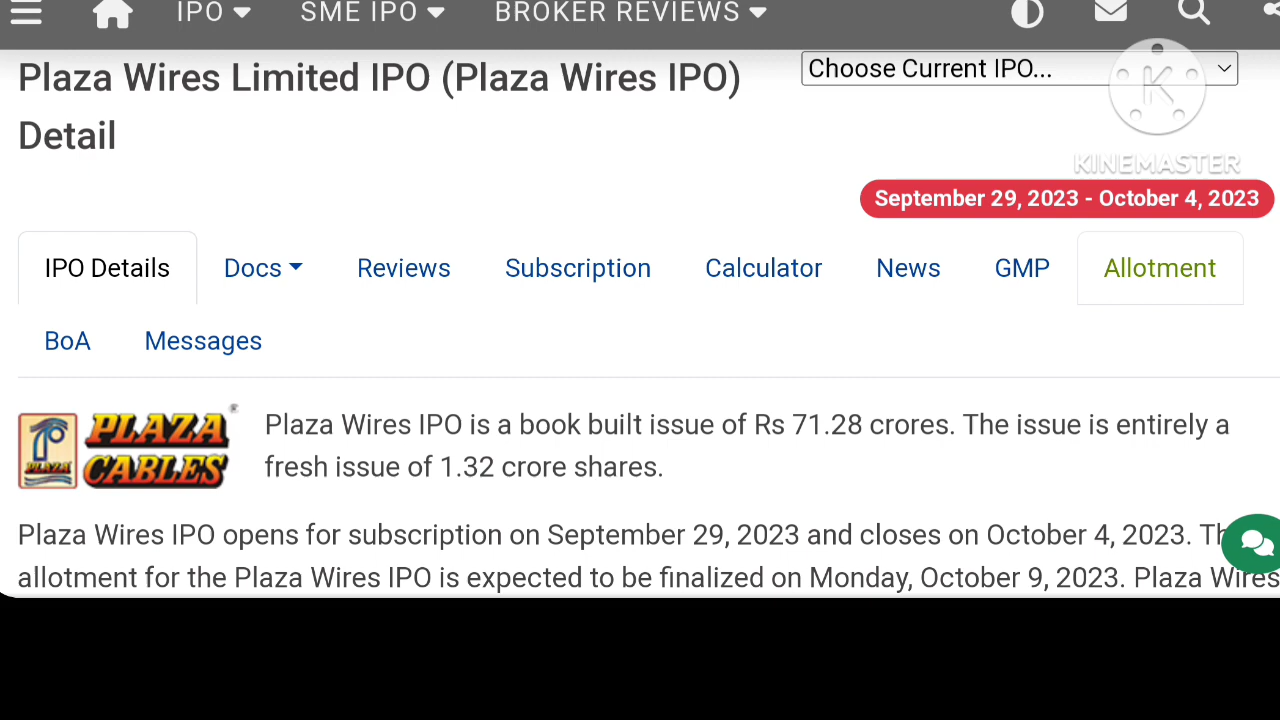 IPO SME IPO BROKER REVIEWS
Plaza Wires Limited IPO (Plaza Wires IPO)
Detail
Choose Current IPO...
K
KINEMASTER
September 29, 2023 - October 4, 2023
IPO Details Docs Reviews Subscription Calculator News GMP Allotment
BoA Messages
PLAZA
PLAZA
CABLES
Plaza Wires IPO is a book built issue of Rs 71.28 crores. The issue is entirely a
fresh issue of 1.32 crore shares.
Plaza Wires IPO opens for subscription on September 29, 2023 and closes on October 4, 2023.
allotment for the Plaza Wires IPO is expected to be finalized on Monday, October 9, 2023. Plaza Wires